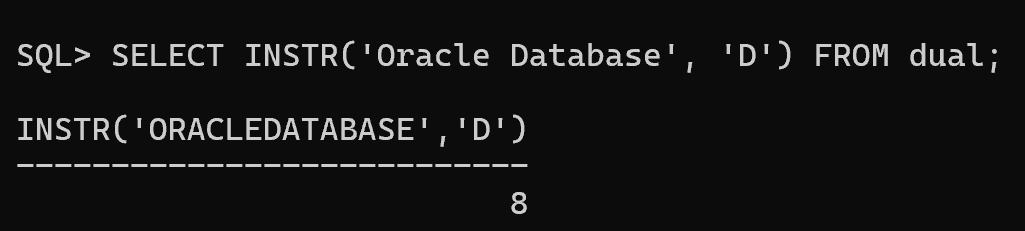 SQL> SELECT INSTR('Oracle Database', 'D') FROM dual;
INSTR('ORACLEDATABASE','D')
---------------------------
8